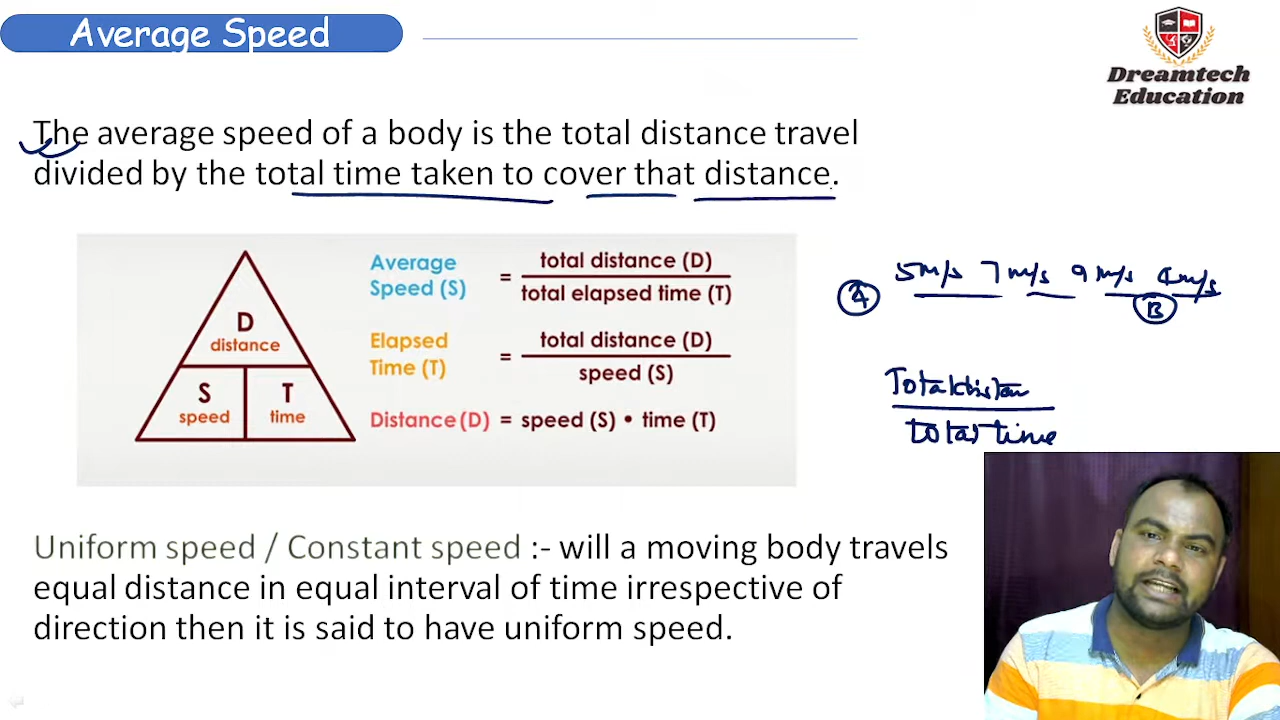 Average Speed
Dreamtech
Education
The average speed of a body is the total distance travel
divided by the total time taken to cover that distance.
D
distance
S
speed
T
time
Average
Speed (S)
=
total distance (D)
total elapsed time (T)
Elapsed
Time (T)
=
total distance (D)
speed (S)
Distance (D) = speed (S) • time (T)
A
5m/s 7m/s 9m/s 4m/s
B
Total distan
total time
Uniform speed / Constant speed :- will a moving body travels
equal distance in equal interval of time irrespective of
direction then it is said to have uniform speed.